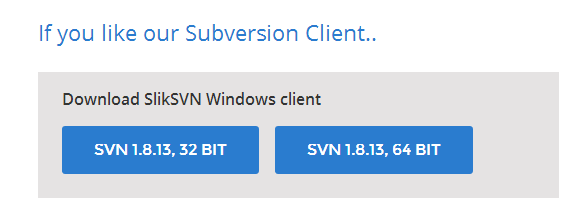 If you like our Subversion Client..
Download SlikSVN Windows client
SVN 1.8.13, 32 BIT
SVN 1.8.13, 64 BIT